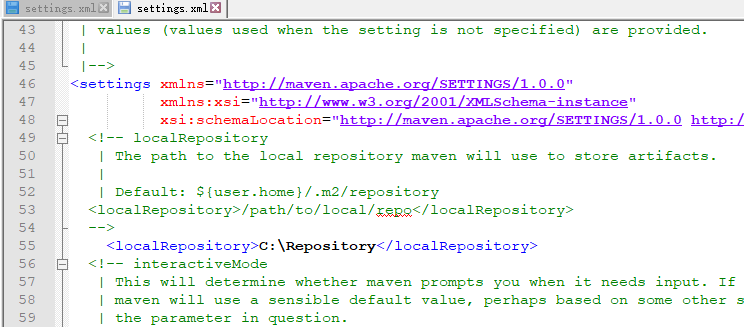 settings.xml settings.xml
43 | values (values used when the setting is not specified) are provided.
44 |
45 |-->
46 <settings xmlns="http://maven.apache.org/SETTINGS/1.0.0"
47 xmlns:xsi="http://www.w3.org/2001/XMLSchema-instance"
48 xsi:schemaLocation="http://maven.apache.org/SETTINGS/1.0.0 http:/
49 <!-- localRepository
50 | The path to the local repository maven will use to store artifacts.
51 |
52 | Default: ${user.home}/.m2/repository
53 <localRepository>/path/to/local/repo</localRepository>
54 -->
55 <localRepository>C:\Repository</localRepository>
56 <!-- interactiveMode
57 | This will determine whether maven prompts you when it needs input. If
58 | maven will use a sensible default value, perhaps based on some other s
59 | the parameter in question.